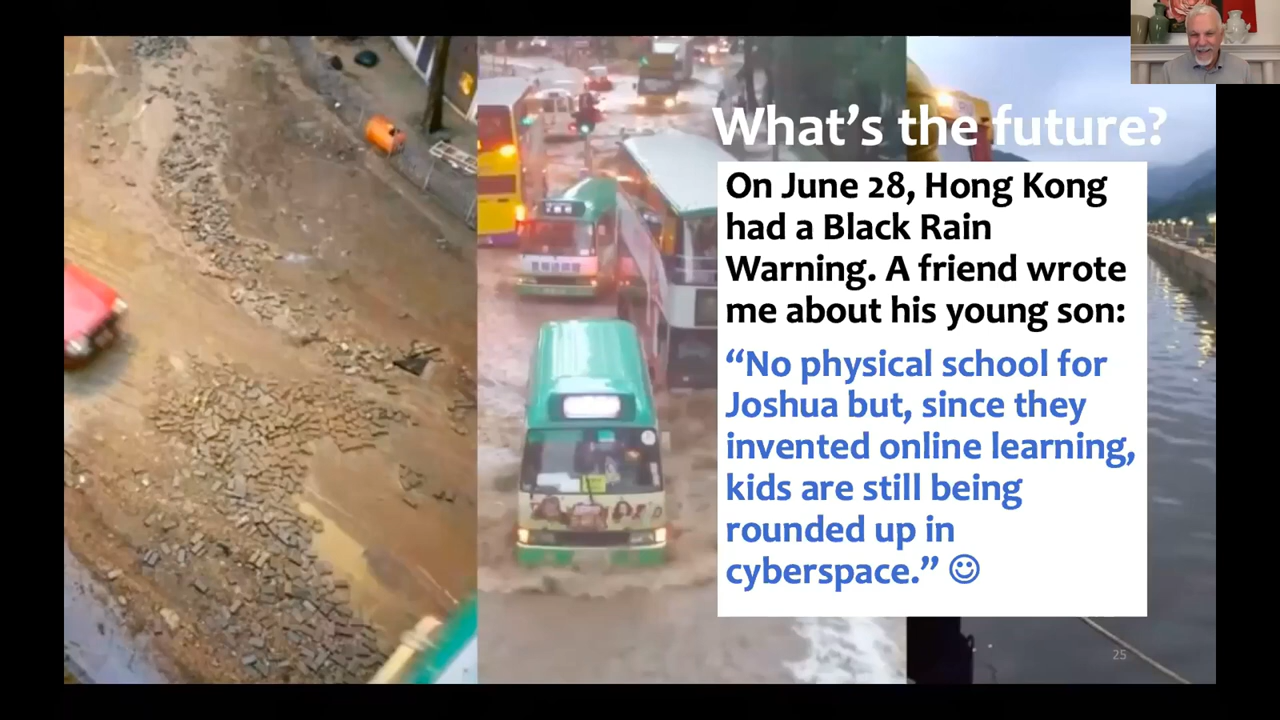 What's the future?
On June 28, Hong Kong
had a Black Rain
Warning. A friend wrote
me about his young son:
“No physical school for
Joshua but, since they
invented online learning,
kids are still being
rounded up in
cyberspace.” ☺
25